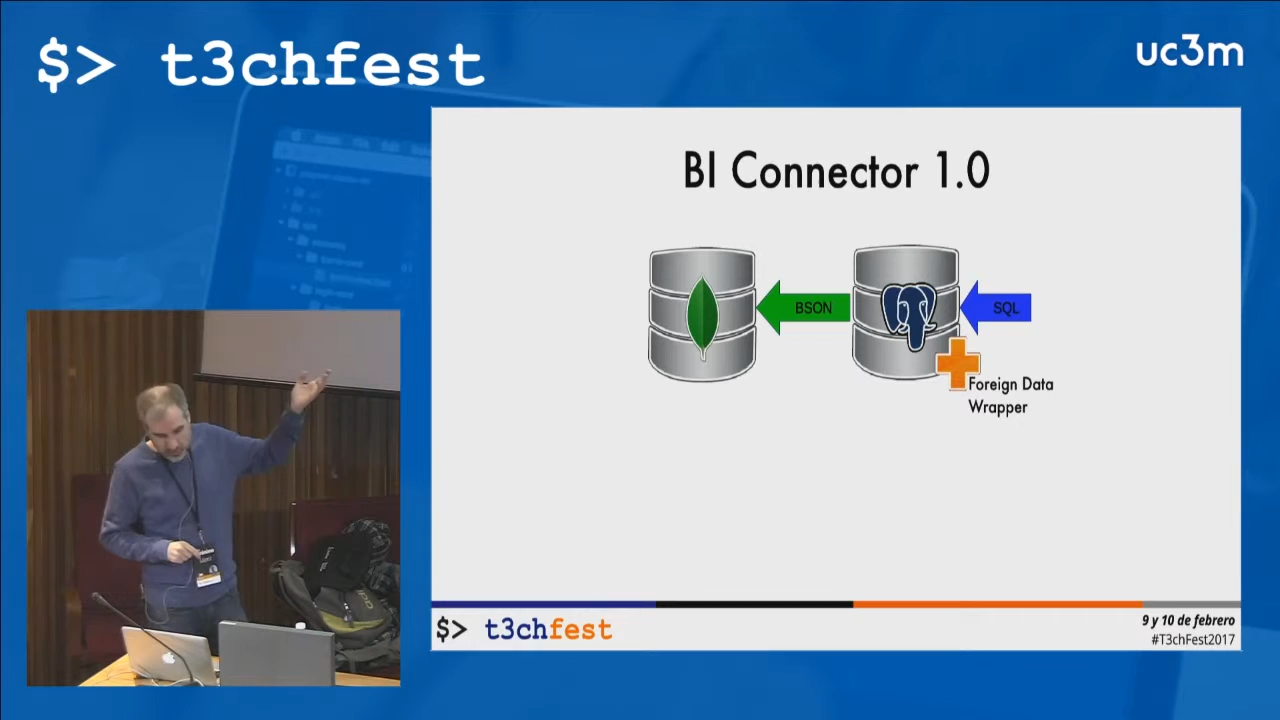 $> t3chfest
uc3m
BI Connector 1.0
BSON
SQL
Foreign Data
Wrapper
$> t3chfest
9 y 10 de febrero
#T3chFest2017